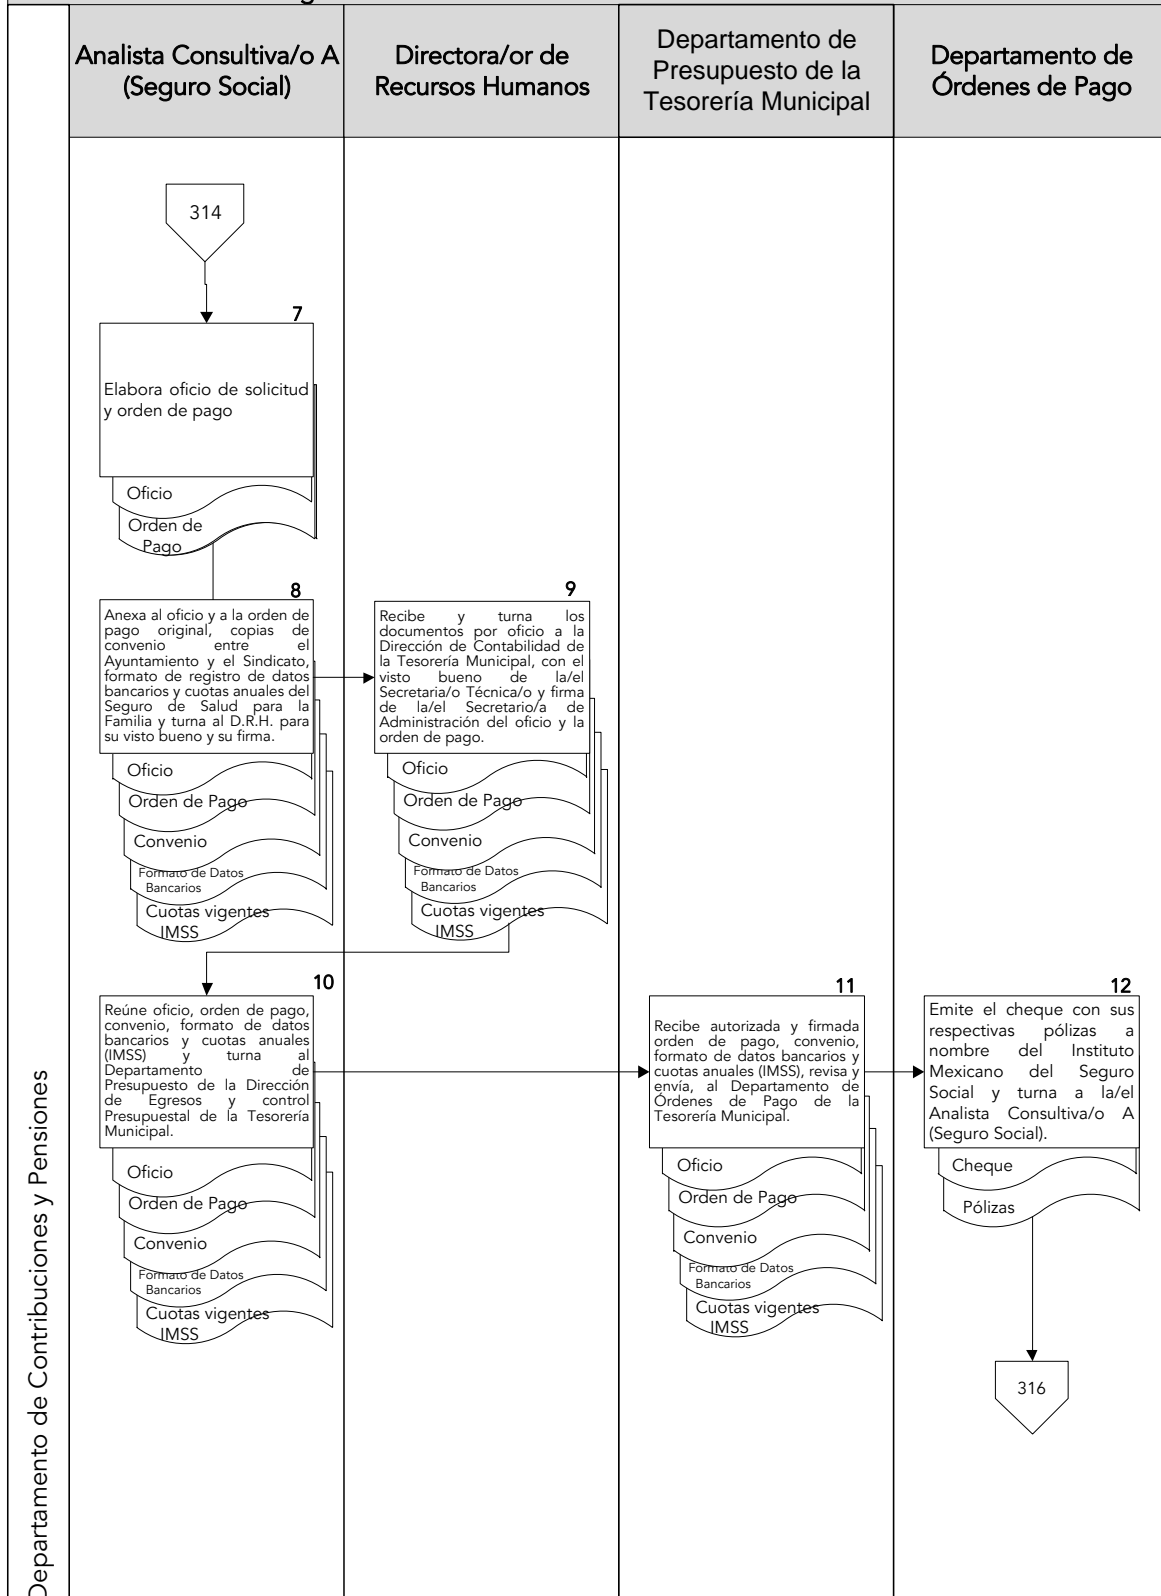 Analista Consultiva/o A
(Seguro Social)
Directora/or de
Recursos Humanos
Departamento de
Presupuesto de la
Tesorería Municipal
Departamento de
Órdenes de Pago
Departamento de Contribuciones y Pensiones
314
7
Elabora oficio de solicitud
y orden de pago
Oficio
Orden de
Pago
8
Anexa al oficio y a la orden de
pago original, copias de
convenio entre el
Ayuntamiento y el Sindicato,
formato de registro de datos
bancarios y cuotas anuales del
Seguro de Salud para la
Familia y turna al D.R.H. para
su visto bueno y su firma.
Oficio
Orden de Pago
Convenio
Formato de Datos
Bancarios
Cuotas vigentes
IMSS
9
Recibe y turna los
documentos por oficio a la
Dirección de Contabilidad de
la Tesorería Municipal, con el
visto bueno de la/el
Secretaria/o Técnica/o y firma
de la/el Secretario/a de
Administración del oficio y la
orden de pago.
Oficio
Orden de Pago
Convenio
Formato de Datos
Bancarios
Cuotas vigentes
IMSS
10
Reúne oficio, orden de pago,
convenio, formato de datos
bancarios y cuotas anuales
(IMSS) y turna al
Departamento de
Presupuesto de la Dirección
de Egresos y control
Presupuestal de la Tesorería
Municipal.
Oficio
Orden de Pago
Convenio
Formato de Datos
Bancarios
Cuotas vigentes
IMSS
11
Recibe autorizada y firmada
orden de pago, convenio,
formato de datos bancarios y
cuotas anuales (IMSS), revisa y
envía, al Departamento de
Órdenes de Pago de la
Tesorería Municipal.
Oficio
Orden de Pago
Convenio
Formato de Datos
Bancarios
Cuotas vigentes
IMSS
12
Emite el cheque con sus
respectivas pólizas a
nombre del Instituto
Mexicano del Seguro
Social y turna a la/el
Analista Consultiva/o A
(Seguro Social).
Cheque
Pólizas
316